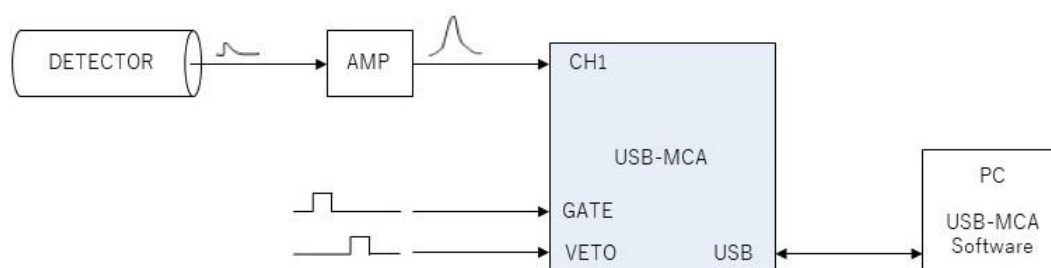 DETECTOR
AMP
CH1
USB-MCA
GATE
VETO
USB
PC
USB-MCA
Software